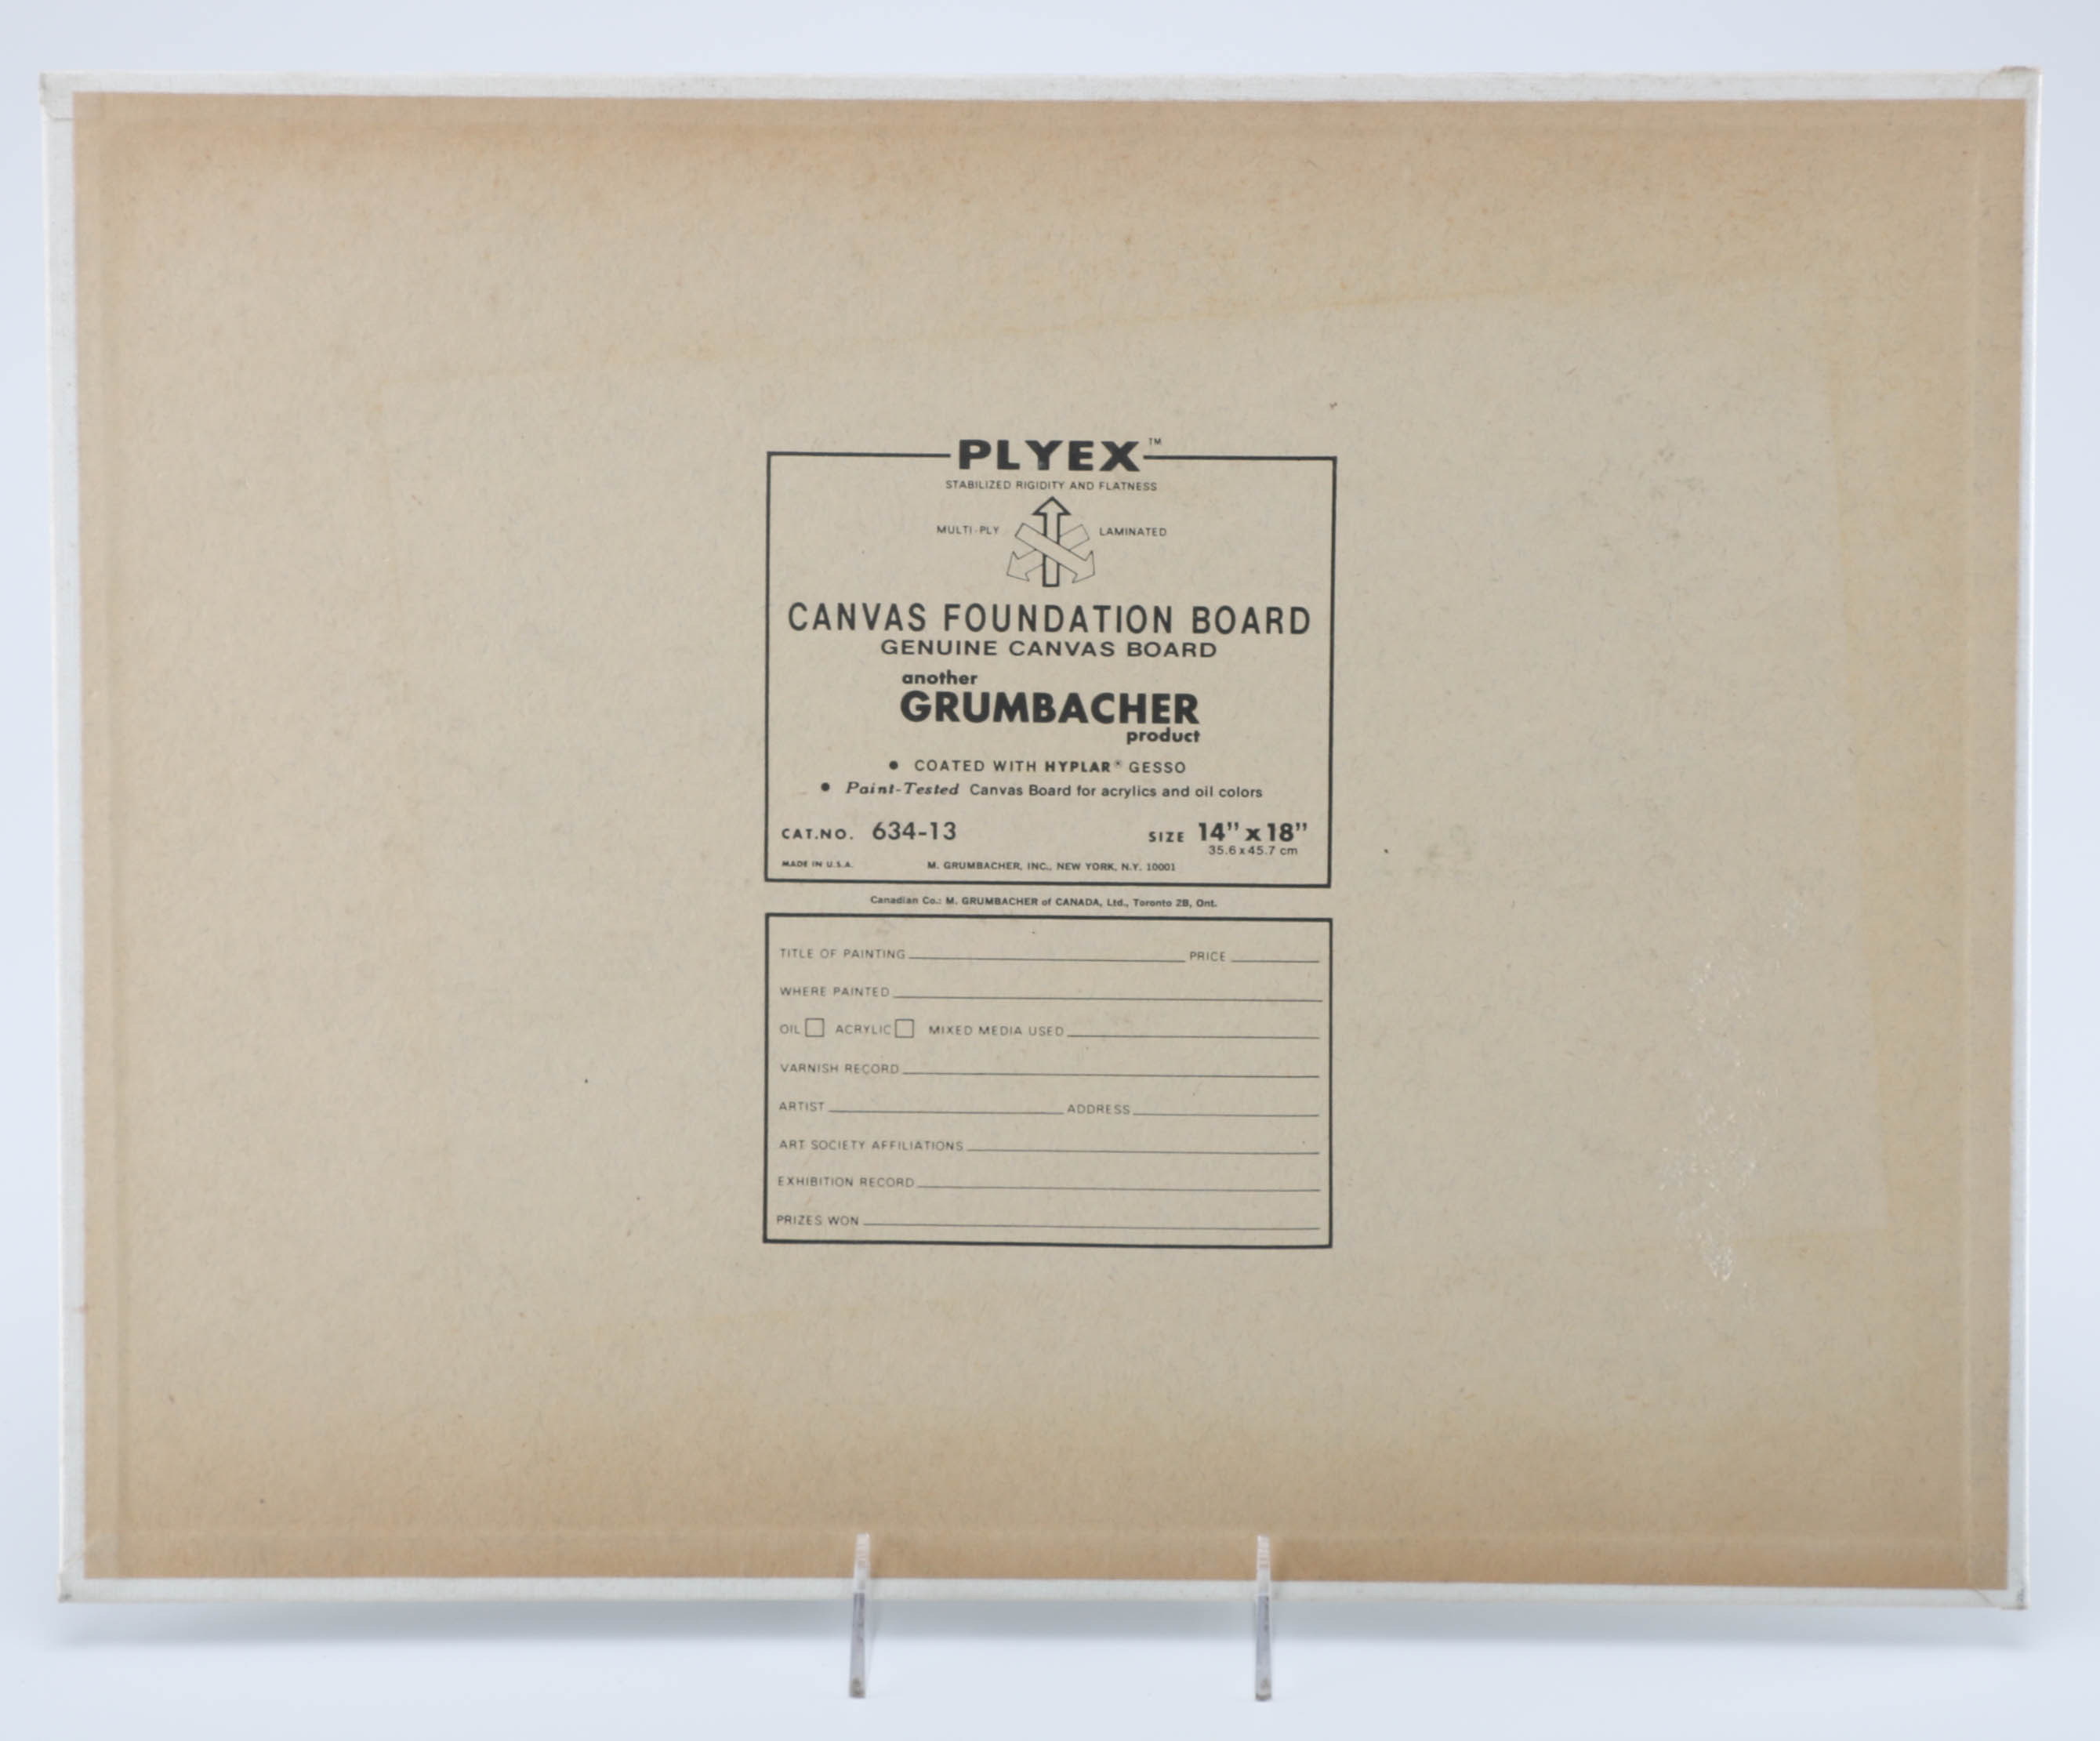 PLYEX™
STABILIZED RIGIDITY AND FLATNESS
MULTI-PLY LAMINATED
CANVAS FOUNDATION BOARD
GENUINE CANVAS BOARD
another
GRUMBACHER
product
• COATED WITH HYPLAR® GESSO
• Paint-Tested Canvas Board for acrylics and oil colors
CAT.NO. 634-13 SIZE 14" x 18"
35.6 x 45.7 cm
MADE IN U.S.A. M. GRUMBACHER, INC., NEW YORK, N.Y. 10001
Canadian Co.: M. GRUMBACHER of CANADA, Ltd., Toronto 2B, Ont.
TITLE OF PAINTING PRICE
WHERE PAINTED
OIL ACRYLIC MIXED MEDIA USED
VARNISH RECORD
ARTIST ADDRESS
ART SOCIETY AFFILIATIONS
EXHIBITION RECORD
PRIZES WON